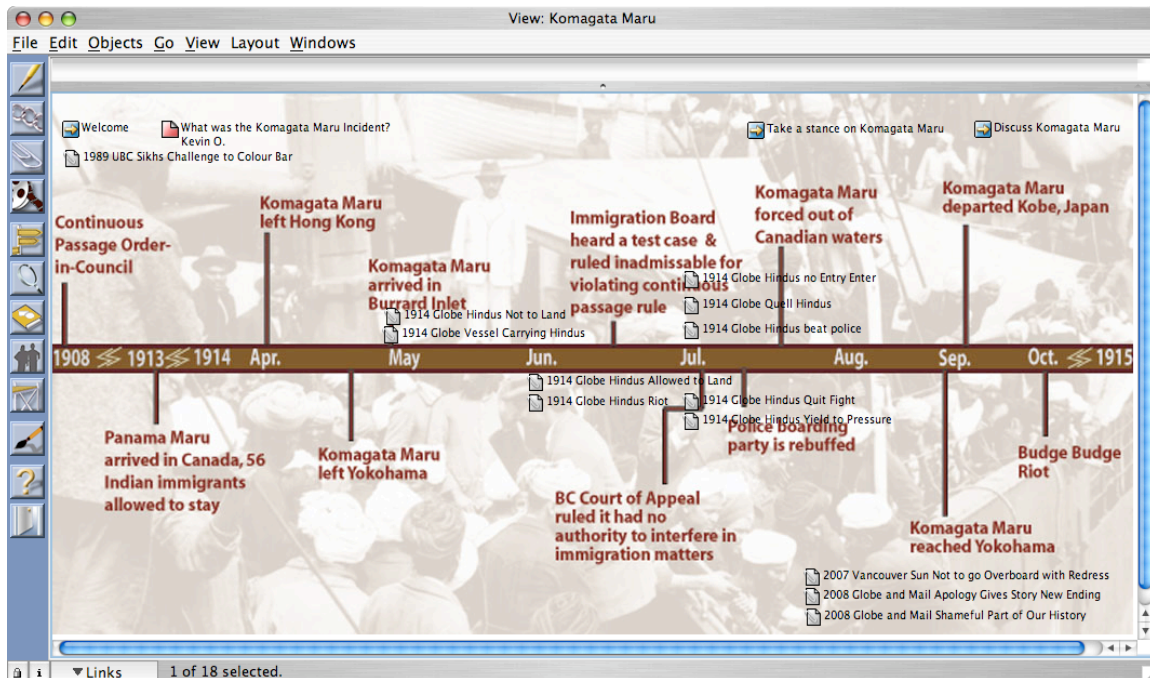 View: Komagata Maru
File Edit Objects Go View Layout Windows
Welcome
What was the Komagata Maru Incident?
Kevin O.
Take a stance on Komagata Maru
Discuss Komagata Maru
1989 UBC Sikhs Challenge to Colour Bar
Continuous
Passage Order-
in-Council
Komagata Maru
left Hong Kong
Komagata Maru
arrived in
Burrard Inlet
Immigration Board
heard a test case &
ruled inadmissable for
violating continuous
passage rule
Komagata Maru
forced out of
Canadian waters
Komagata Maru
departed Kobe, Japan
1914 Globe Hindus Not to Land
1914 Globe Vessel Carrying Hindus
1914 Globe Hindus no Entry Enter
1914 Globe Quell Hindus
1914 Globe Hindus beat police
1908 1913 1914 Apr. May Jun. Jul. Aug. Sep. Oct. 1915
1914 Globe Hindus Allowed to Land
1914 Globe Hindus Riot
1914 Globe Hindus Quit Fight
1914 Globe Hindus Yield to Pressure
Panama Maru
arrived in Canada, 56
Indian immigrants
allowed to stay
Komagata Maru
left Yokohama
BC Court of Appeal
ruled it had no
authority to interfere in
immigration matters
Police boarding
party is rebuffed
Komagata Maru
reached Yokohama
Budge Budge
Riot
2007 Vancouver Sun Not to go Overboard with Redress
2008 Globe and Mail Apology Gives Story New Ending
2008 Globe and Mail Shameful Part of Our History
Links
1 of 18 selected.